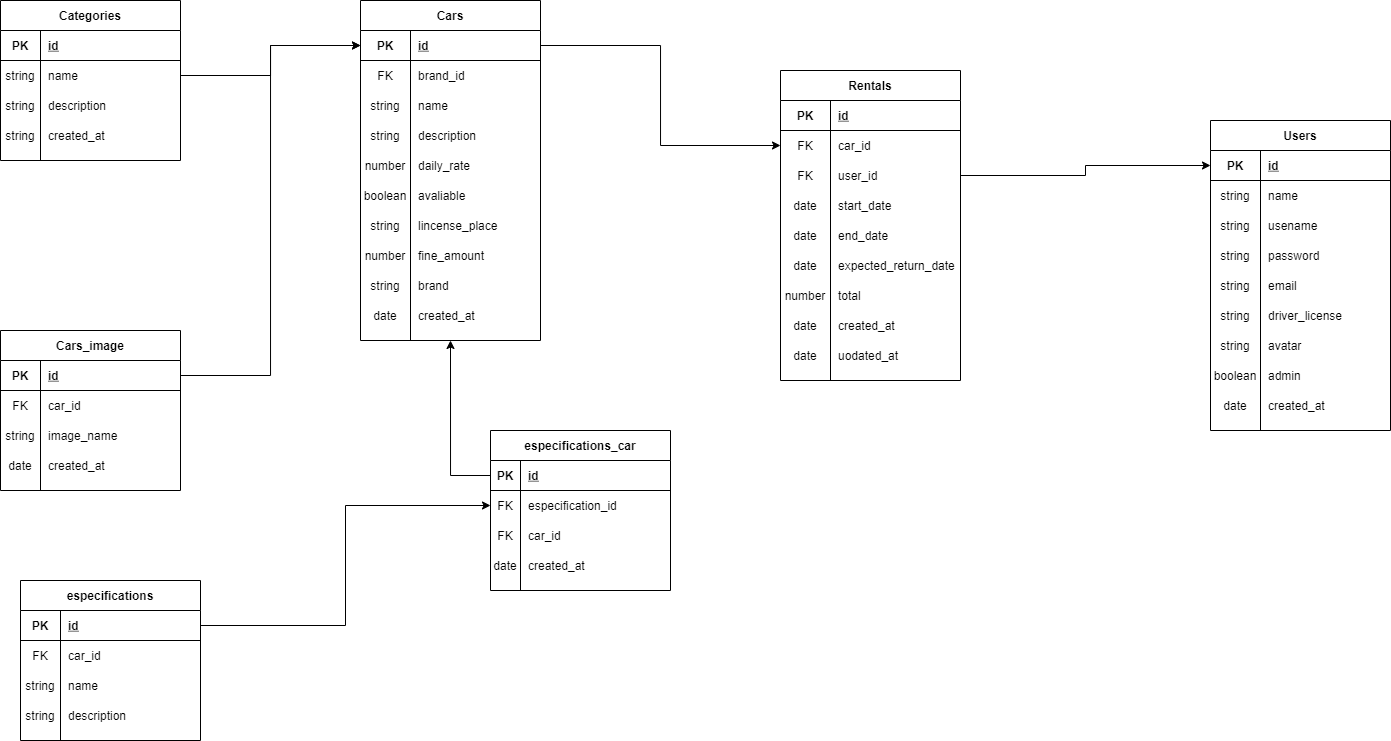 Categories
PK id
string name
string description
string created_at
Cars
PK id
FK brand_id
string name
string description
number daily_rate
boolean avaliable
string lincense_place
number fine_amount
string brand
date created_at
Rentals
PK id
FK car_id
FK user_id
date start_date
date end_date
date expected_return_date
number total
date created_at
date uodated_at
Users
PK id
string name
string usename
string password
string email
string driver_license
string avatar
boolean admin
date created_at
Cars_image
PK id
FK car_id
string image_name
date created_at
especifications_car
PK id
FK especification_id
FK car_id
date created_at
especifications
PK id
FK car_id
string name
string description